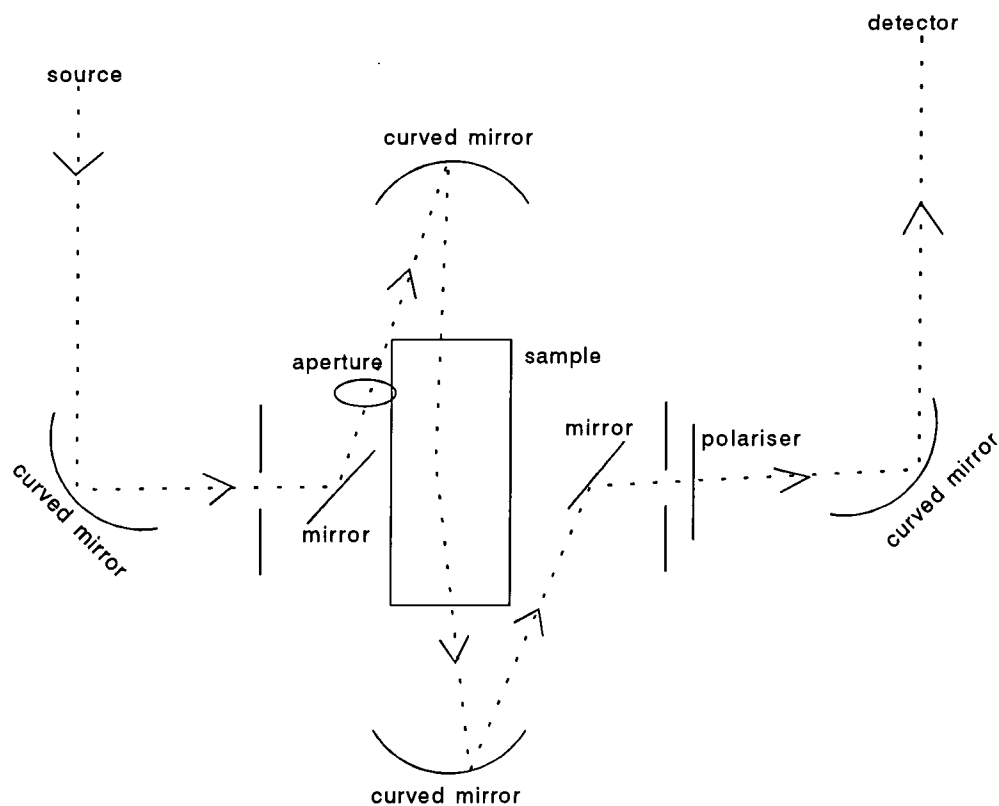 detector
source
curved mirror
aperture
sample
mirror
polariser
curved mirror
mirror
curved mirror
curved mirror